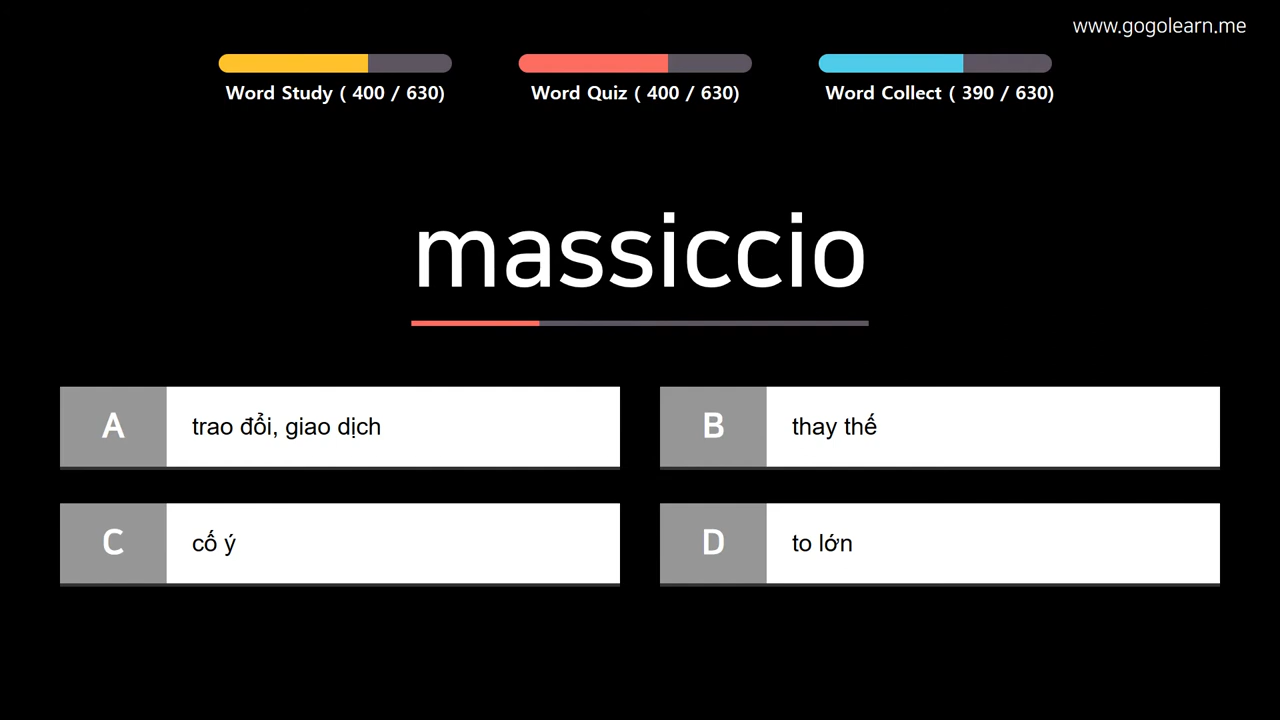 www.gogolearn.me
Word Study ( 400 / 630)
Word Quiz ( 400 / 630)
Word Collect ( 390 / 630)
massiccio
A trao đổi, giao dịch
B thay thế
C cố ý
D to lớn